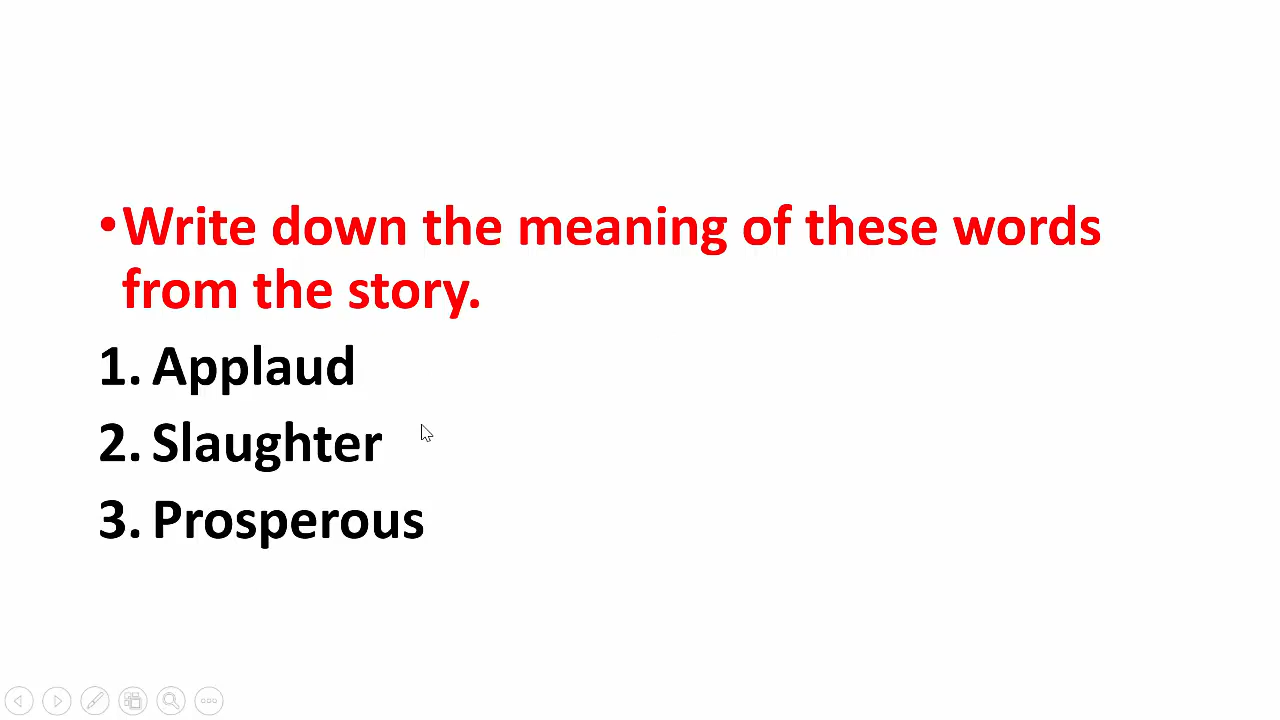 •Write down the meaning of these words
from the story.
1. Applaud
2. Slaughter
3. Prosperous